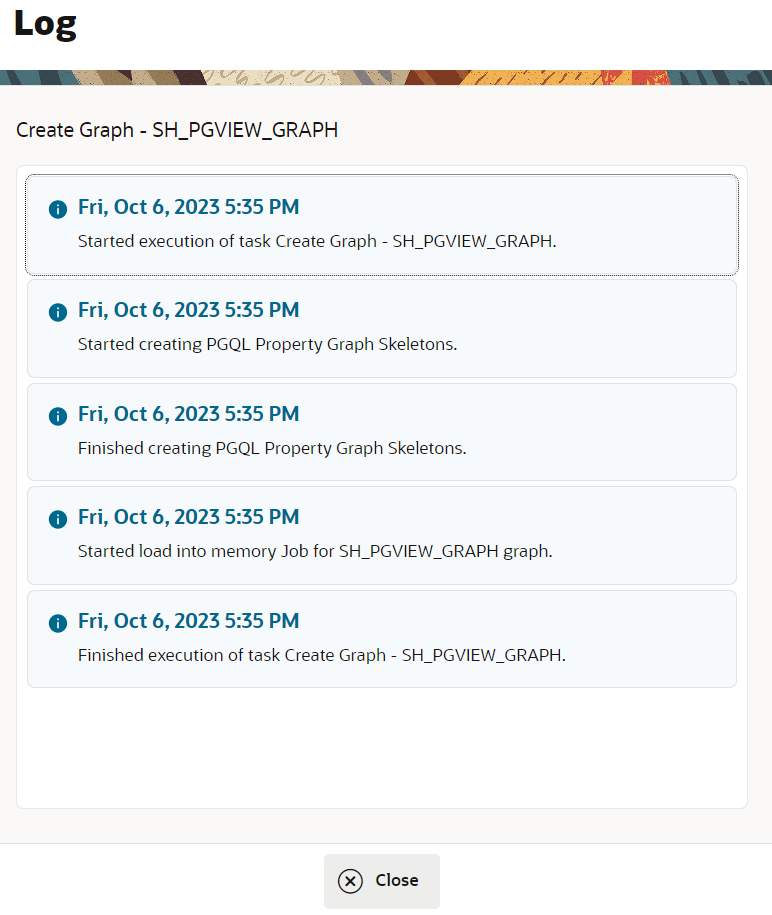 Log
Create Graph - SH_PGVIEW_GRAPH
Fri, Oct 6, 2023 5:35 PM
Started execution of task Create Graph - SH_PGVIEW_GRAPH.
Fri, Oct 6, 2023 5:35 PM
Started creating PGQL Property Graph Skeletons.
Fri, Oct 6, 2023 5:35 PM
Finished creating PGQL Property Graph Skeletons.
Fri, Oct 6, 2023 5:35 PM
Started load into memory Job for SH_PGVIEW_GRAPH graph.
Fri, Oct 6, 2023 5:35 PM
Finished execution of task Create Graph - SH_PGVIEW_GRAPH.
Close